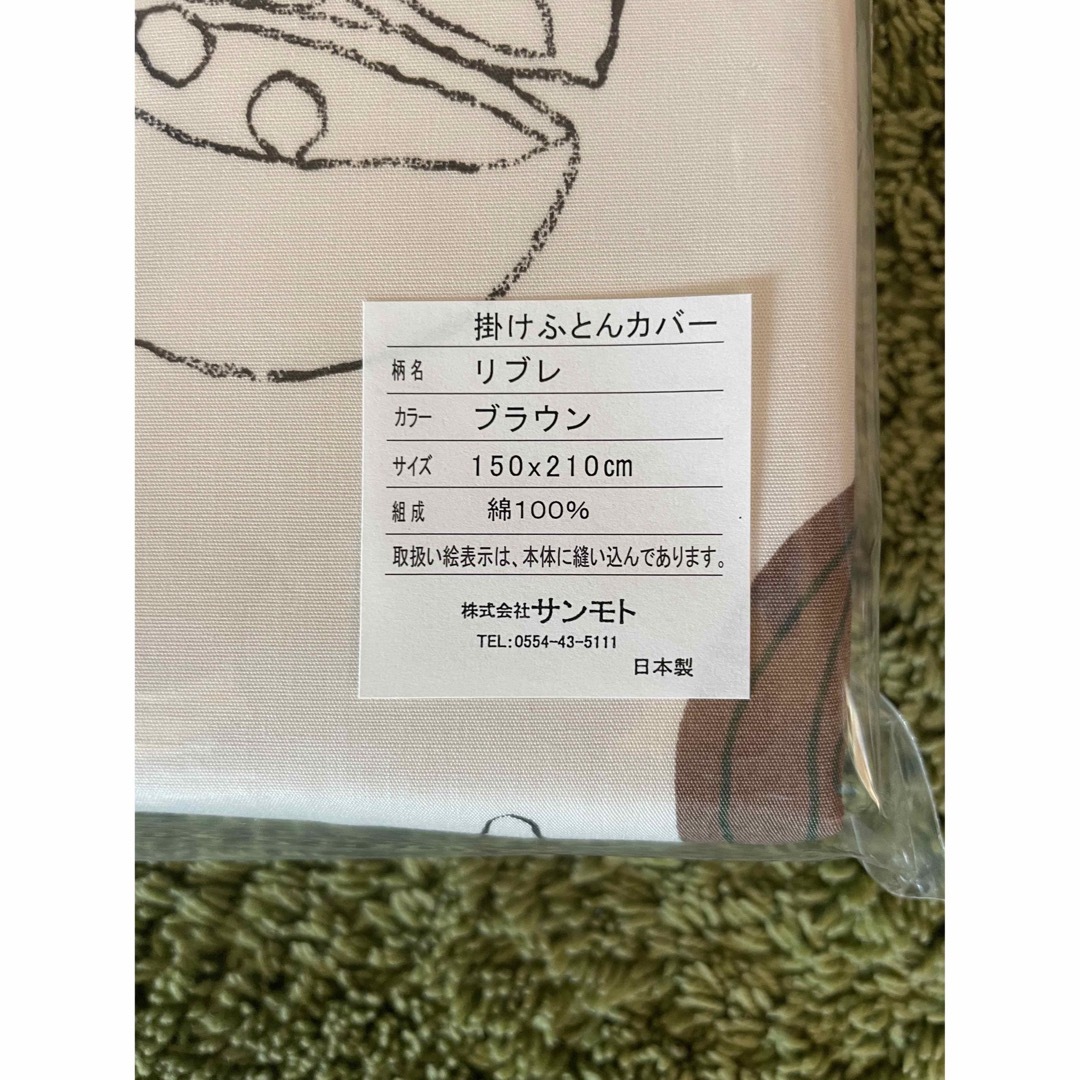 掛けふとんカバー
柄名 リブレ
カラー ブラウン
サイズ 150x210cm
組成 綿100%
取扱い絵表示は、本体に縫い込んであります。
株式会社サンモト
TEL:0554-43-5111
日本製